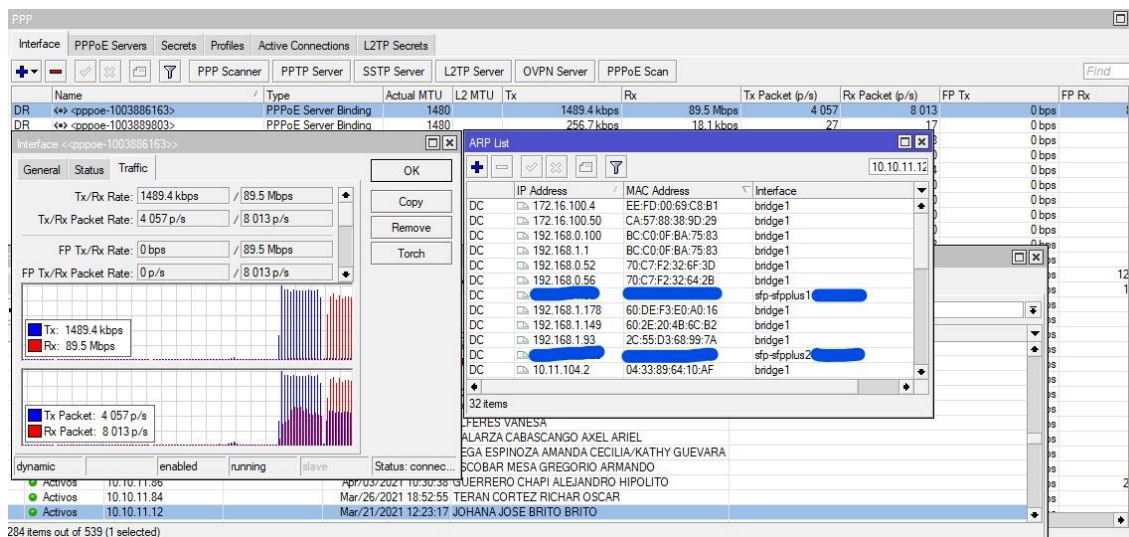 PPP
Interface PPPoE Servers Secrets Profiles Active Connections L2TP Secrets
PPP Scanner PPTP Server SSTP Server L2TP Server OVPN Server PPPoE Scan Find
Name Type Actual MTU L2 MTU Tx Rx Tx Packet (p/s) Rx Packet (p/s) FP Tx FP Rx
DR <pppoe-1003886163> PPPoE Server Binding 1480 1489.4 kbps 89.5 Mbps 4 057 8 013 0 bps
DR <pppoe-1003889803> PPPoE Server Binding 1480 256.7 kbps 18.1 kbps 27 17 0 bps
Interface <<pppoe-1003886163>>
General Status Traffic
Tx/Rx Rate: 1489.4 kbps / 89.5 Mbps
Tx/Rx Packet Rate: 4 057 p/s / 8 013 p/s
FP Tx/Rx Rate: 0 bps / 89.5 Mbps
FP Tx/Rx Packet Rate: 0 p/s / 8 013 p/s
Tx: 1489.4 kbps
Rx: 89.5 Mbps
Tx Packet: 4 057 p/s
Rx Packet: 8 013 p/s
dynamic enabled running slave Status: connec...
OK
Copy
Remove
Torch
ARP List
10.10.11.12
IP Address MAC Address Interface
DC 172.16.100.4 EE:FD:00:69:C8:B1 bridge1
DC 172.16.100.50 CA:57:88:38:9D:29 bridge1
DC 192.168.0.100 BC:C0:0F:BA:75:83 bridge1
DC 192.168.1.1 BC:C0:0F:BA:75:83 bridge1
DC 192.168.0.52 70:C7:F2:32:6F:3D bridge1
DC 192.168.0.56 70:C7:F2:32:64:2B bridge1
DC sfp-sfpplus1
DC 192.168.1.178 60:DE:F3:E0:A0:16 bridge1
DC 192.168.1.149 60:2E:20:4B:6C:B2 bridge1
DC 192.168.1.93 2C:55:D3:68:99:7A bridge1
DC sfp-sfpplus2
DC 10.11.104.2 04:33:89:64:10:AF bridge1
32 items
0 bps
0 bps
0 bps
0 bps
0 bps
0 bps
0 bps
VANESA
ALARZA CABASCANGO AXEL ARIEL
EGA ESPINOZA AMANDA CECILIA/KATHY GUEVARA
SCOBAR MESA GREGORIO ARMANDO
Activos 10.10.11.86 Apr/03/2021 10:30:38 GUERRERO CHAPI ALEJANDRO HIPOLITO
Activos 10.10.11.84 Mar/26/2021 18:52:55 TERAN CORTEZ RICHAR OSCAR
Activos 10.10.11.12 Mar/21/2021 12:23:17 JOHANA JOSE BRITO BRITO
284 items out of 539 (1 selected)